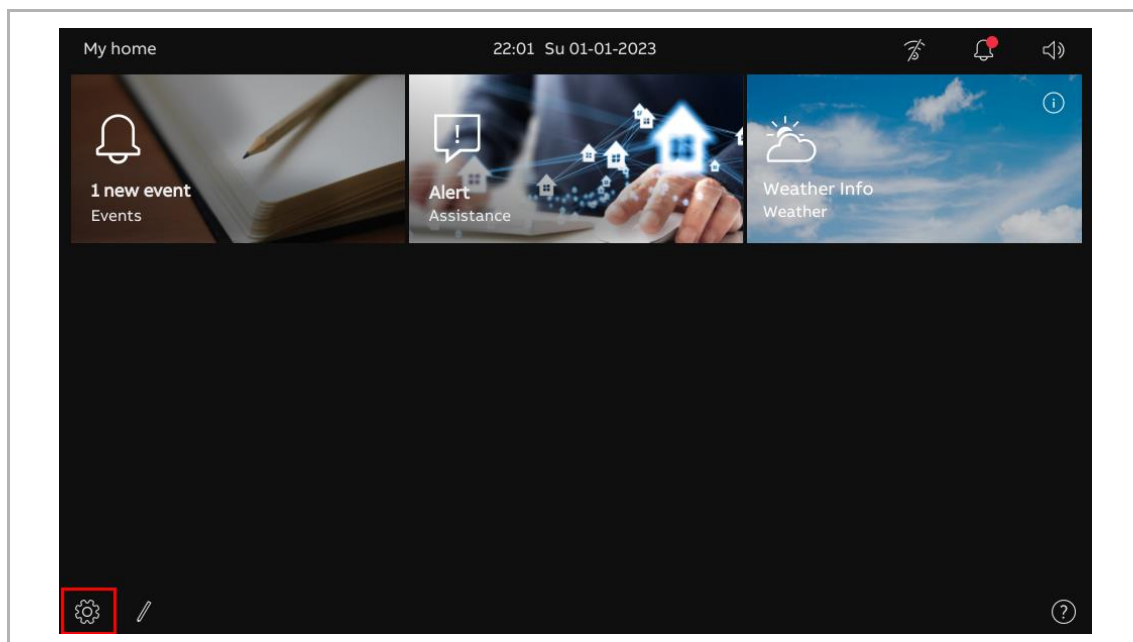 My home
22:01 Su 01-01-2023
1 new event
Events
Alert
Assistance
Weather Info
Weather